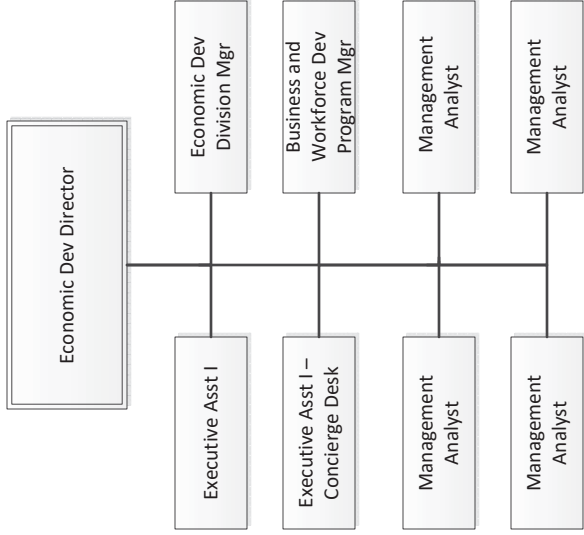 Economic Dev Director
Executive Asst I
Economic Dev
Division Mgr
Executive Asst I –
Concierge Desk
Business and
Workforce Dev
Program Mgr
Management
Analyst
Management
Analyst
Management
Analyst
Management
Analyst